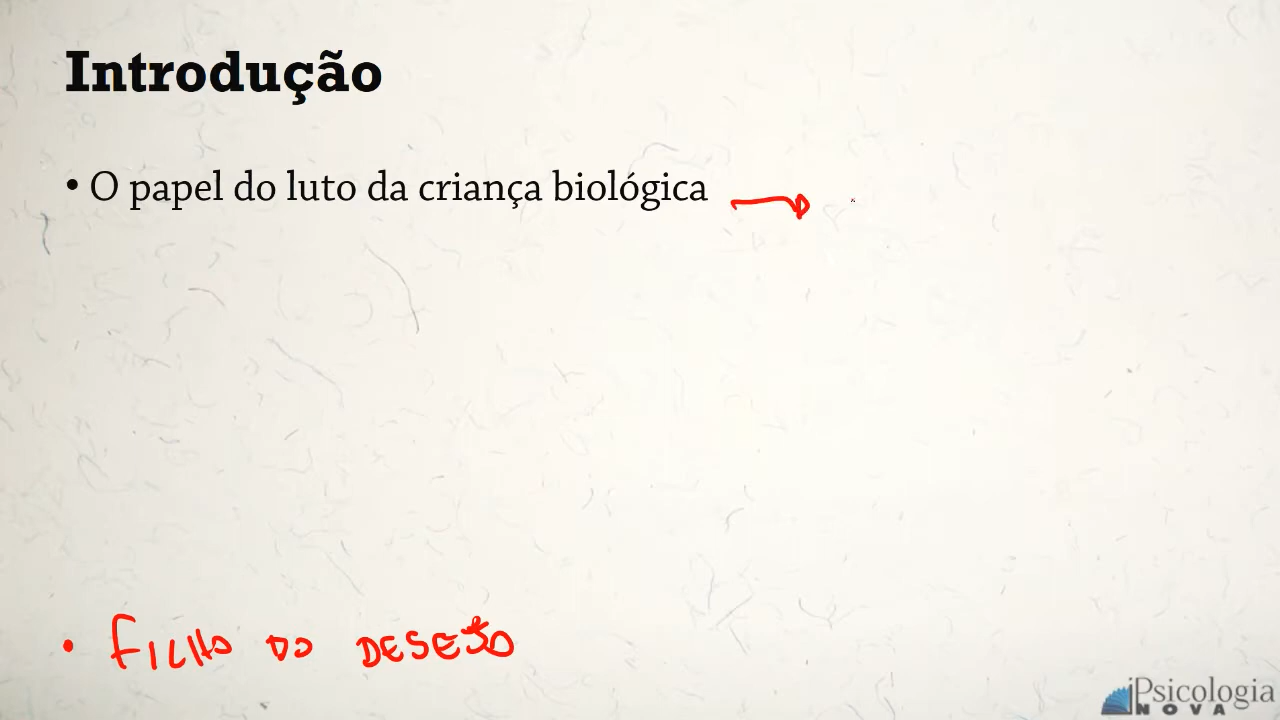 Introdução
• O papel do luto da criança biológica
• FILHO DO DESEJO
Psicologia
NOVA